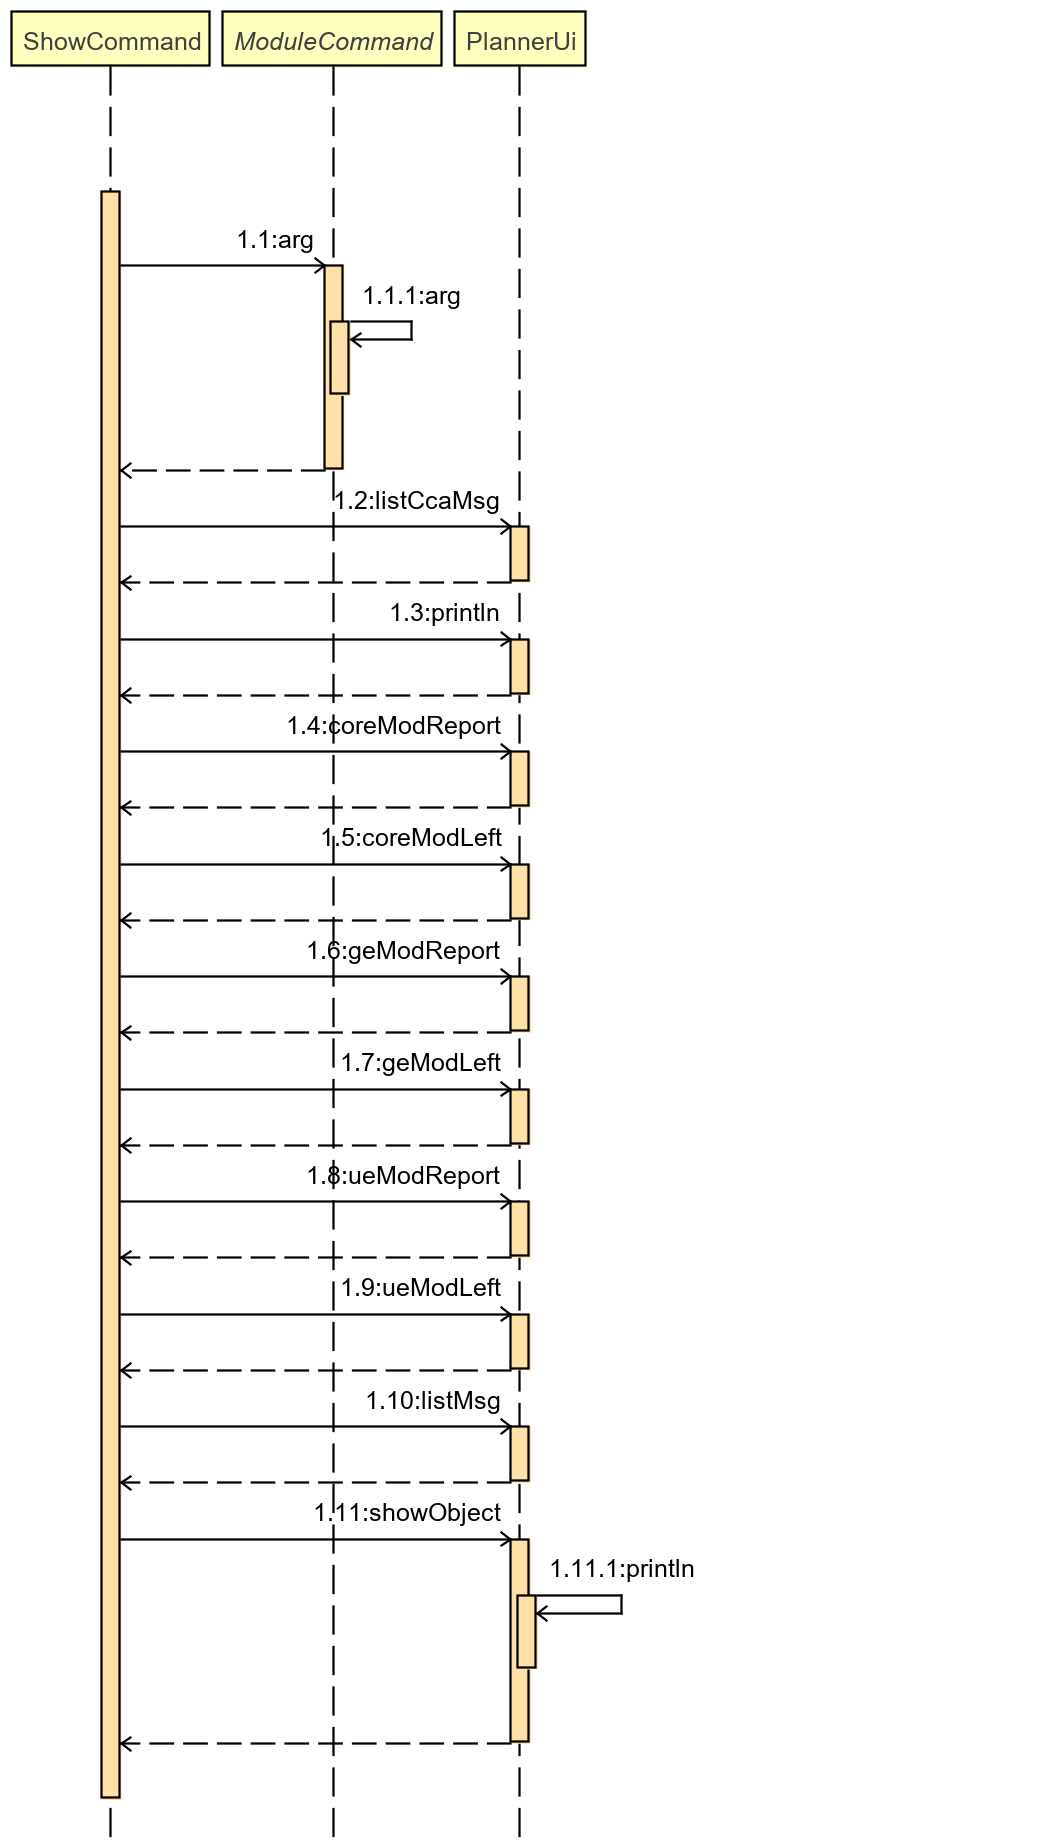 ShowCommand
ModuleCommand
PlannerUi
1.1:arg
1.1.1:arg
1.2:listCcaMsg
1.3:println
1.4:coreModReport
1.5:coreModLeft
1.6:geModReport
1.7:geModLeft
1.8:ueModReport
1.9:ueModLeft
1.10:listMsg
1.11:showObject
1.11.1:println